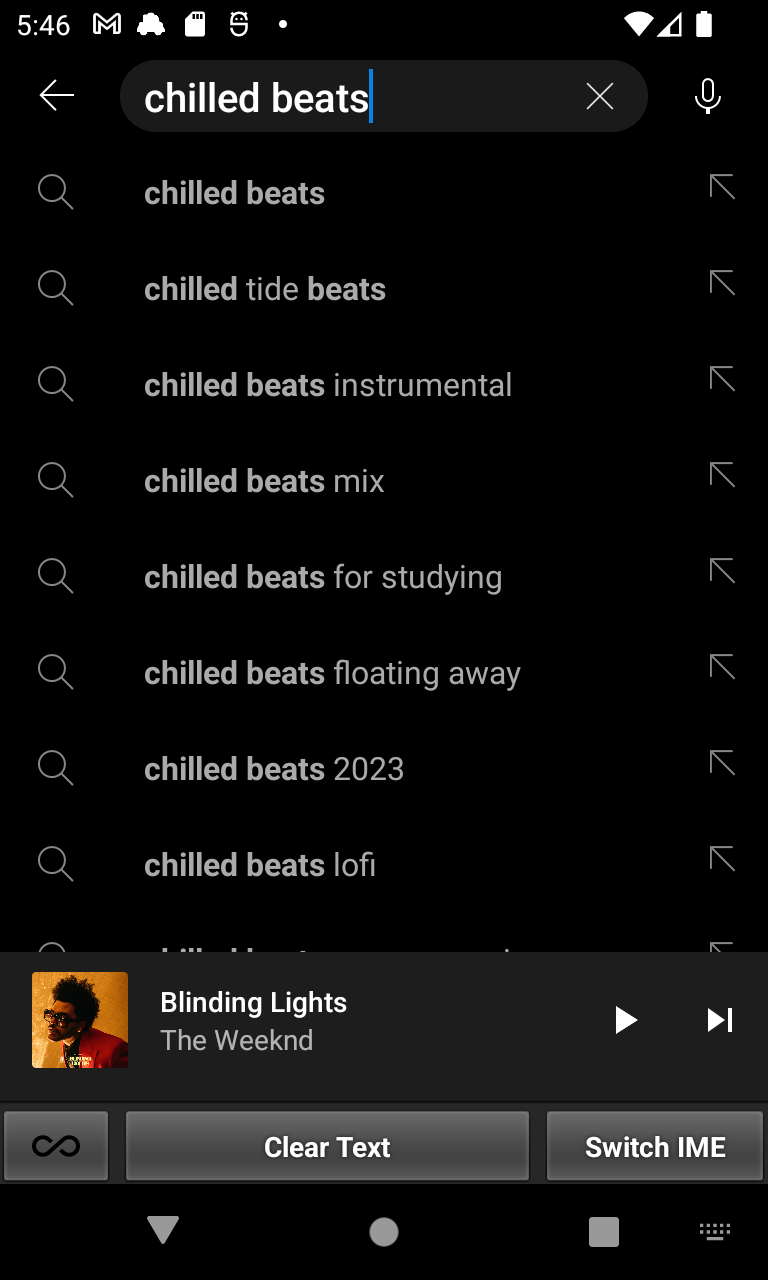 5:46
chilled beats
chilled beats
chilled tide beats
chilled beats instrumental
chilled beats mix
chilled beats for studying
chilled beats floating away
chilled beats 2023
chilled beats lofi
Blinding Lights
The Weeknd
Clear Text
Switch IME